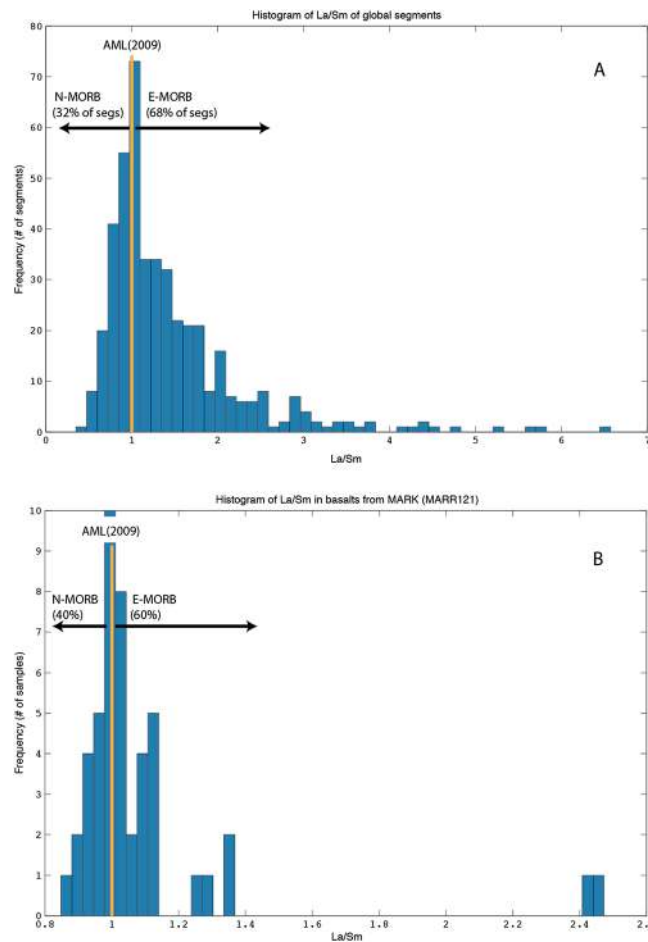 Histogram of La/Sm of global segments
AML(2009)
A
N-MORB
(32% of segs)
E-MORB
(68% of segs)
Frequency (# of segments)
80
70
60
50
40
30
20
10
0
0 1 2 3 4 5 6 7
La/Sm
Histogram of La/Sm in basalts from MARK (MARR121)
AML(2009)
B
N-MORB
(40%)
E-MORB
(60%)
Frequency (# of samples)
10
9
8
7
6
5
4
3
2
1
0
0.8 1 1.2 1.4 1.6 1.8 2 2.2 2.4
La/Sm